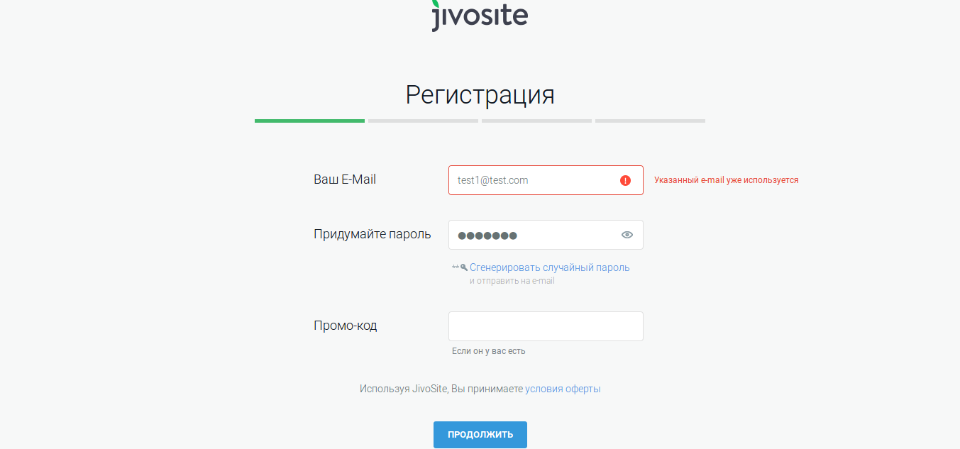 jivosite
Регистрация
Ваш E-Mail
test1@test.com
Указанный e-mail уже используется
Придумайте пароль
Сгенерировать случайный пароль
и отправить на e-mail
Промо-код
Если он у вас есть
Используя JivoSite, Вы принимаете условия оферты
ПРОДОЛЖИТЬ